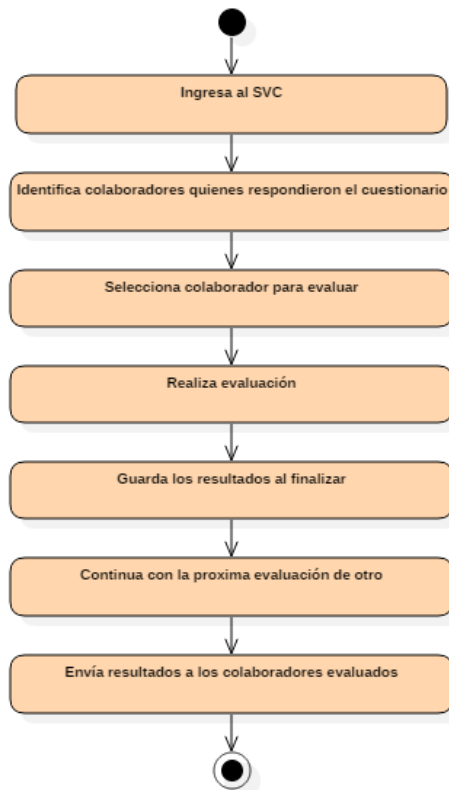 Ingresa al SVC
Identifica colaboradores quienes respondieron el cuestionario
Selecciona colaborador para evaluar
Realiza evaluación
Guarda los resultados al finalizar
Continua con la proxima evaluación de otro
Envía resultados a los colaboradores evaluados